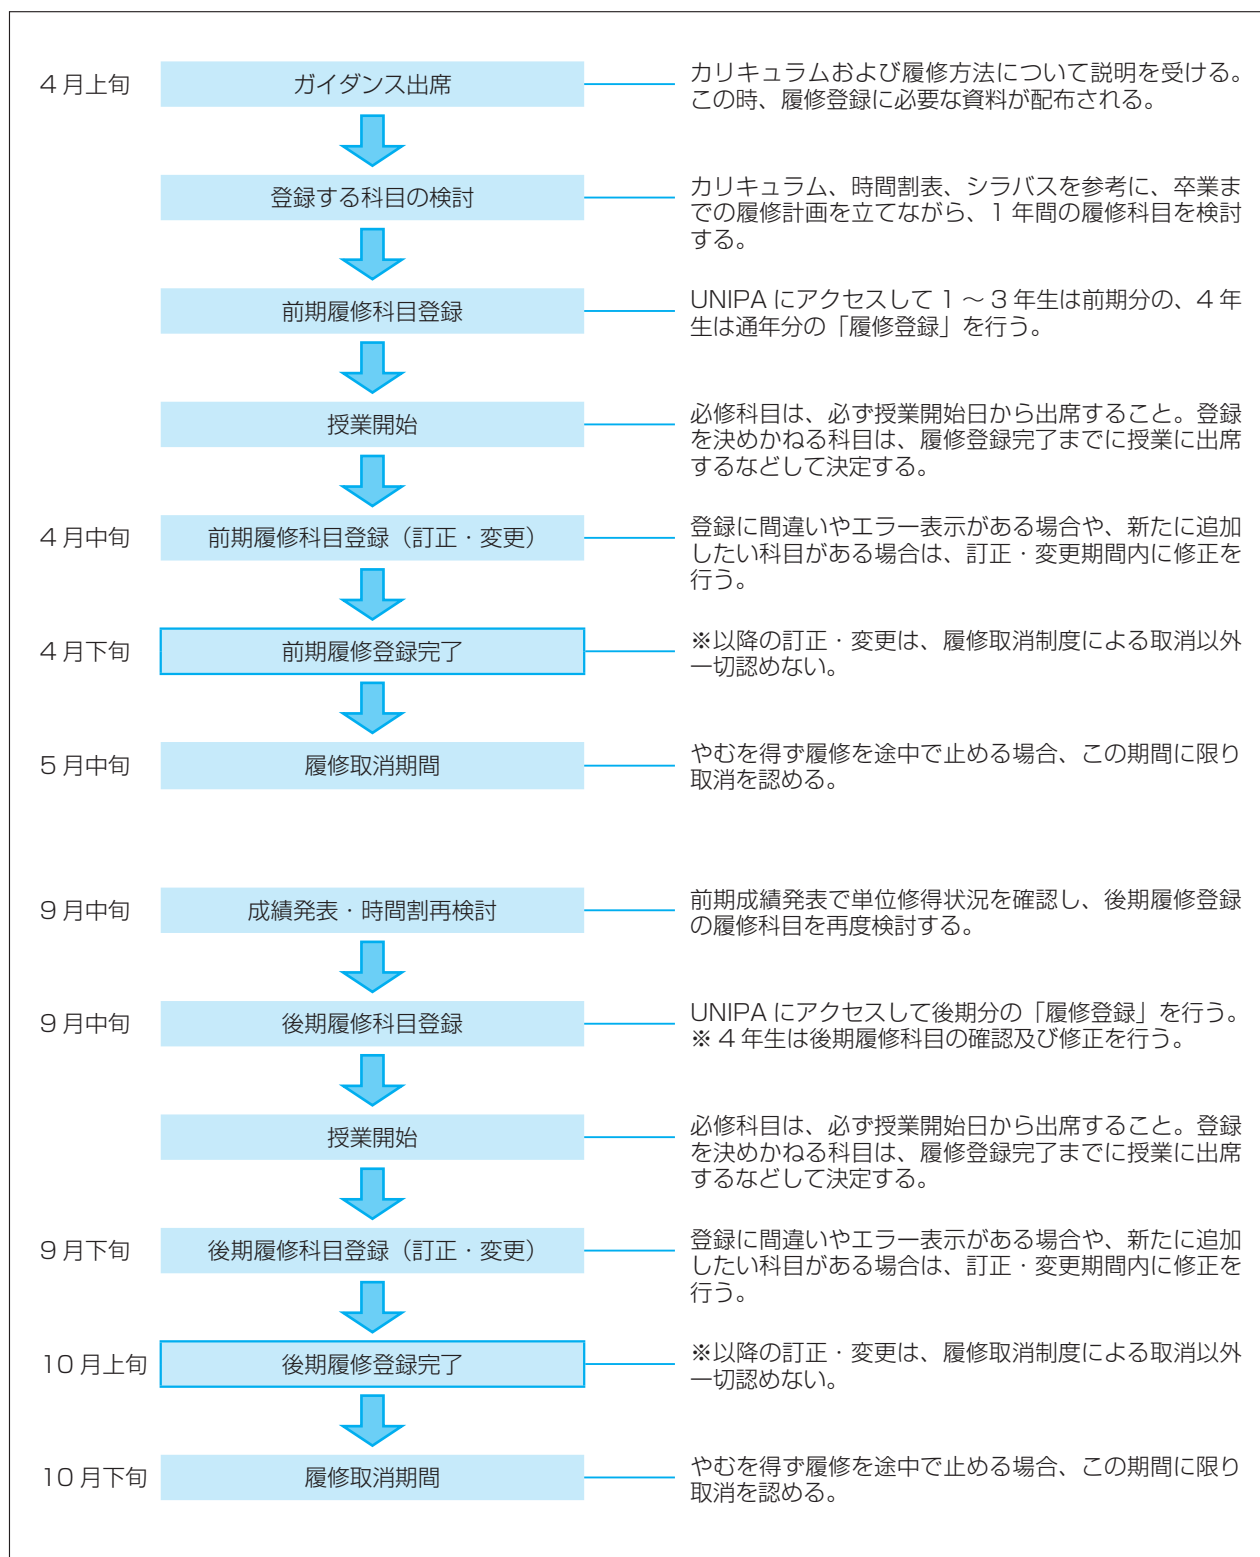 4月上旬
ガイダンス出席
カリキュラムおよび履修方法について説明を受ける。
この時、履修登録に必要な資料が配布される。
登録する科目の検討
カリキュラム、時間割表、シラバスを参考に、卒業ま
での履修計画を立てながら、1年間の履修科目を検討
する。
前期履修科目登録
UNIPA にアクセスして 1 ～ 3 年生は前期分の、4 年
生は通年分の「履修登録」を行う。
授業開始
必修科目は、必ず授業開始日から出席すること。登録
を決めかねる科目は、履修登録完了までに授業に出席
するなどして決定する。
4月中旬
前期履修科目登録（訂正・変更）
登録に間違いやエラー表示がある場合や、新たに追加
したい科目がある場合は、訂正・変更期間内に修正を
行う。
4月下旬
前期履修登録完了
※以降の訂正・変更は、履修取消制度による取消以外
一切認めない。
5月中旬
履修取消期間
やむを得ず履修を途中で止める場合、この期間に限り
取消を認める。
9月中旬
成績発表・時間割再検討
前期成績発表で単位修得状況を確認し、後期履修登録
の履修科目を再度検討する。
9月中旬
後期履修科目登録
UNIPA にアクセスして後期分の「履修登録」を行う。
※ 4 年生は後期履修科目の確認及び修正を行う。
授業開始
必修科目は、必ず授業開始日から出席すること。登録
を決めかねる科目は、履修登録完了までに授業に出席
するなどして決定する。
9月下旬
後期履修科目登録（訂正・変更）
登録に間違いやエラー表示がある場合や、新たに追加
したい科目がある場合は、訂正・変更期間内に修正を
行う。
10月上旬
後期履修登録完了
※以降の訂正・変更は、履修取消制度による取消以外
一切認めない。
10月下旬
履修取消期間
やむを得ず履修を途中で止める場合、この期間に限り
取消を認める。